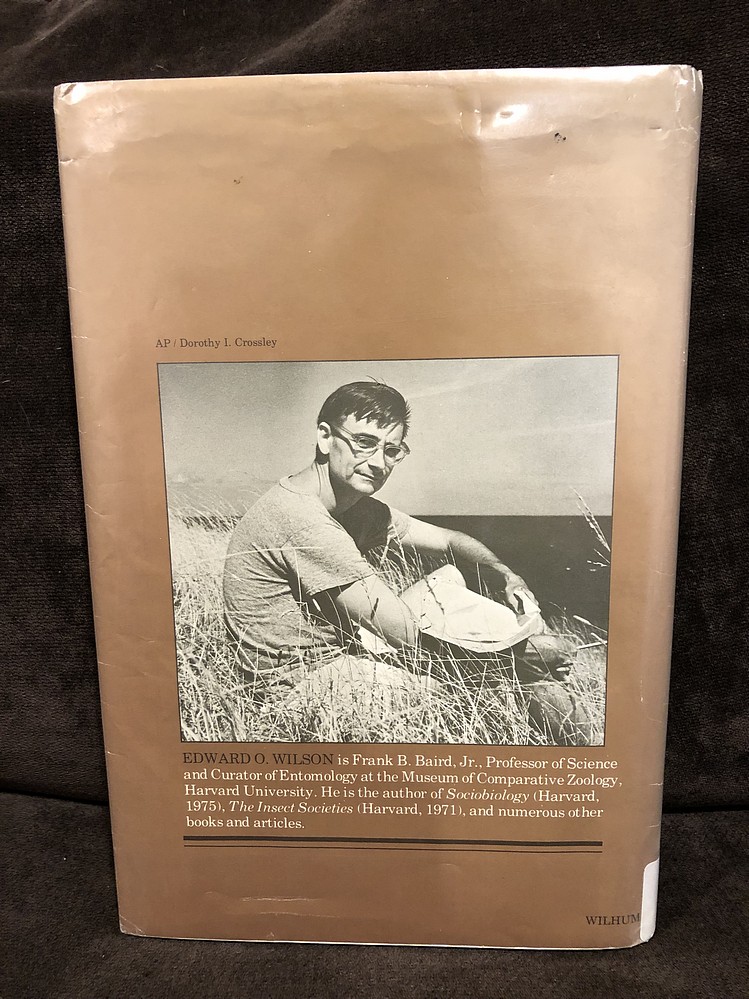 AP / Dorothy I. Crossley
EDWARD O. WILSON is Frank B. Baird, Jr., Professor of Science
and Curator of Entomology at the Museum of Comparative Zoology,
Harvard University. He is the author of Sociobiology (Harvard,
1975), The Insect Societies (Harvard, 1971), and numerous other
books and articles.
WILHUM